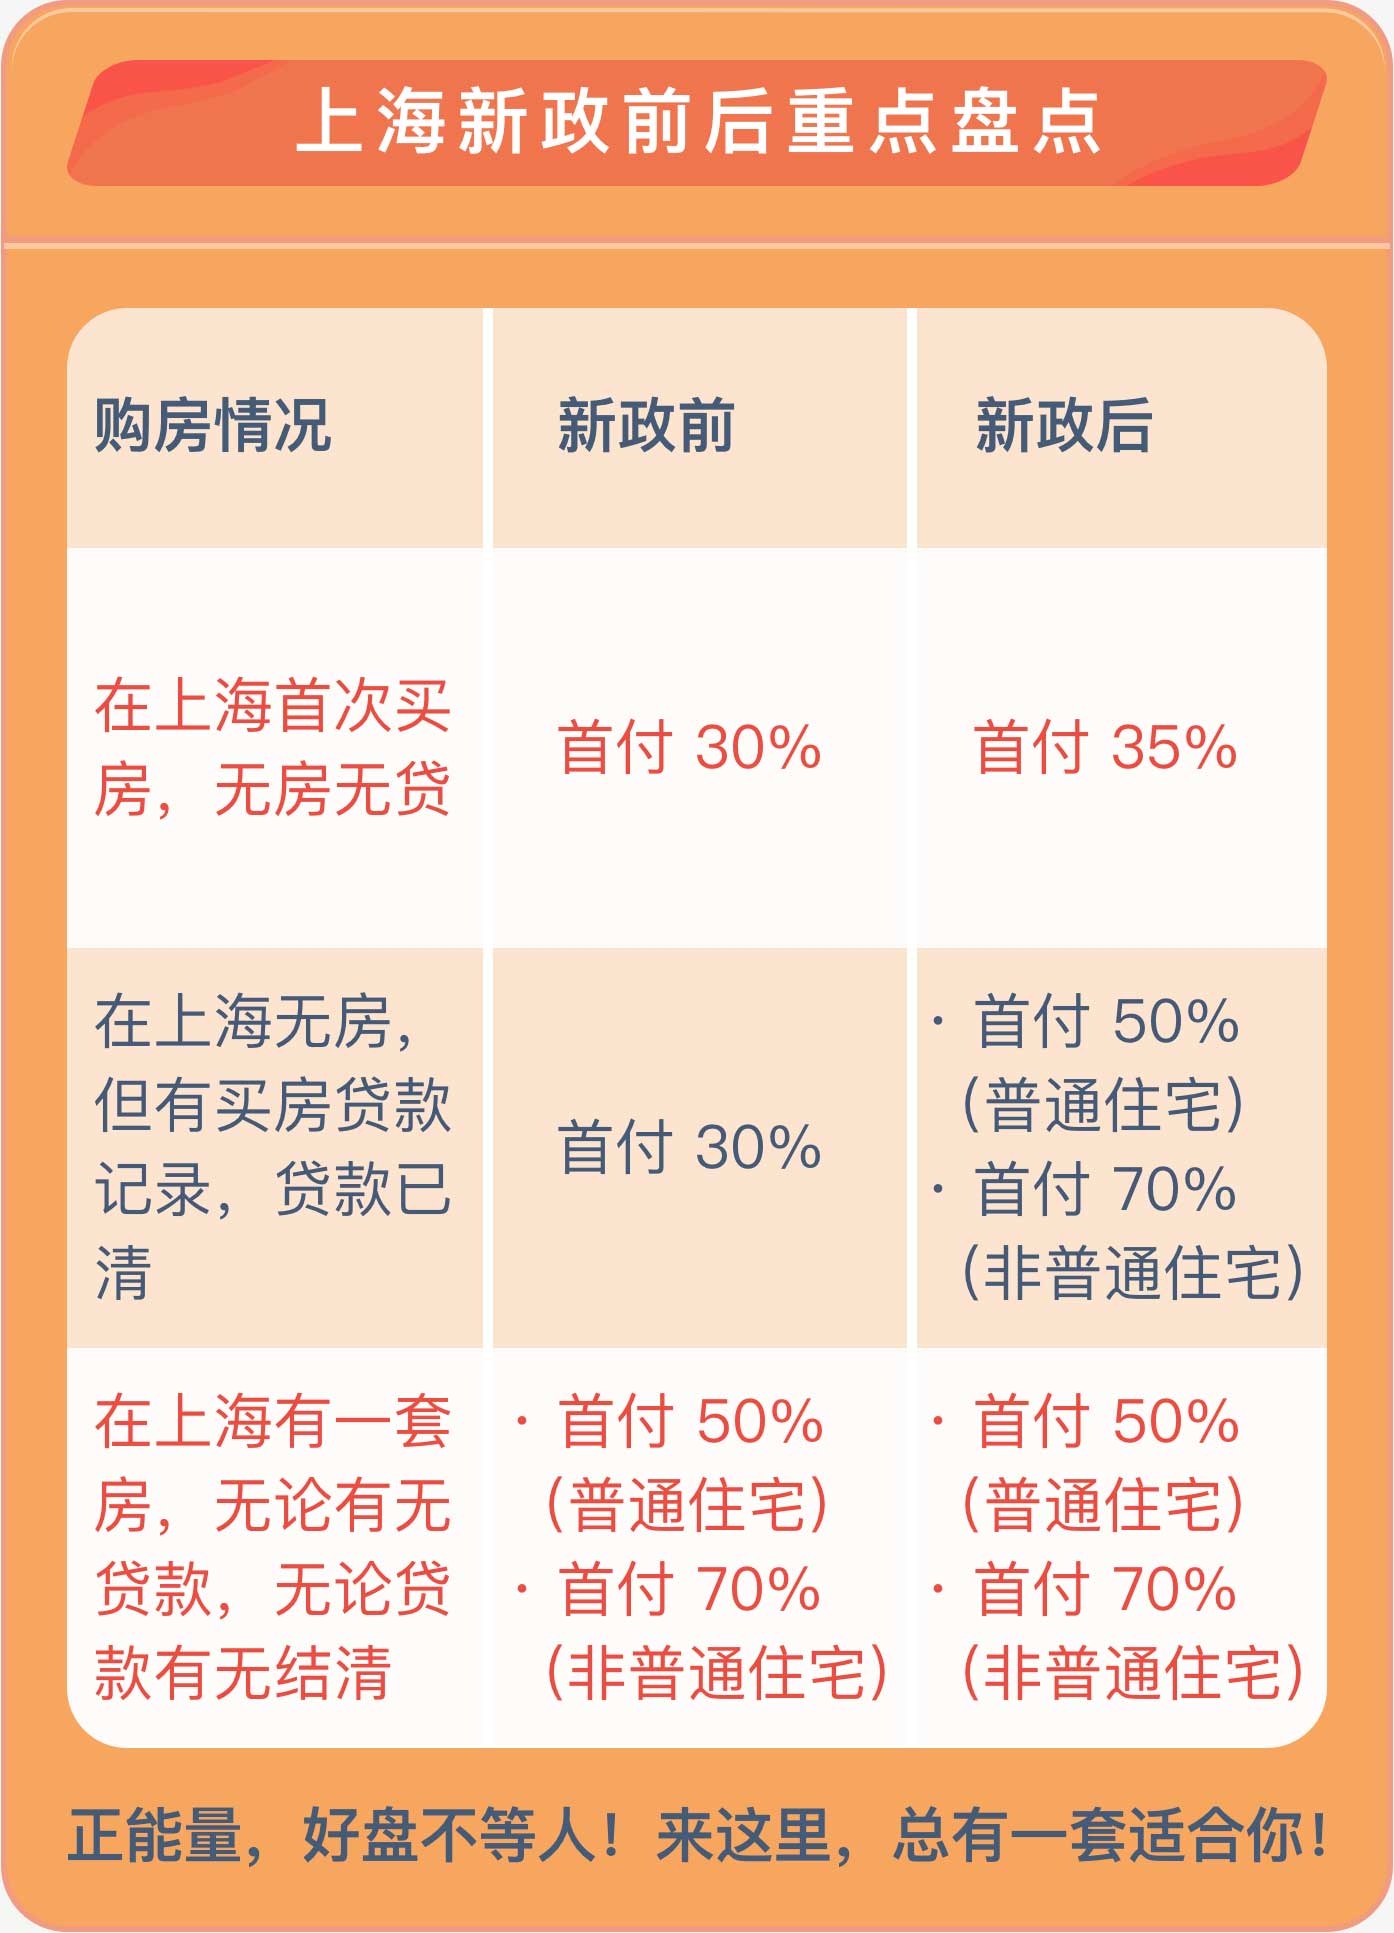 上海新政前后重点盘点
购房情况
新政前
新政后
在上海首次买
房，无房无贷
首付 30%
首付 35%
在上海无房，
但有买房贷款
记录，贷款已
清
首付 30%
· 首付 50%
(普通住宅)
· 首付 70%
(非普通住宅)
在上海有一套
房，无论有无
贷款，无论贷
款有无结清
· 首付 50%
(普通住宅)
· 首付 70%
(非普通住宅)
· 首付 50%
(普通住宅)
· 首付 70%
(非普通住宅)
正能量，好盘不等人！来这里，总有一套适合你！